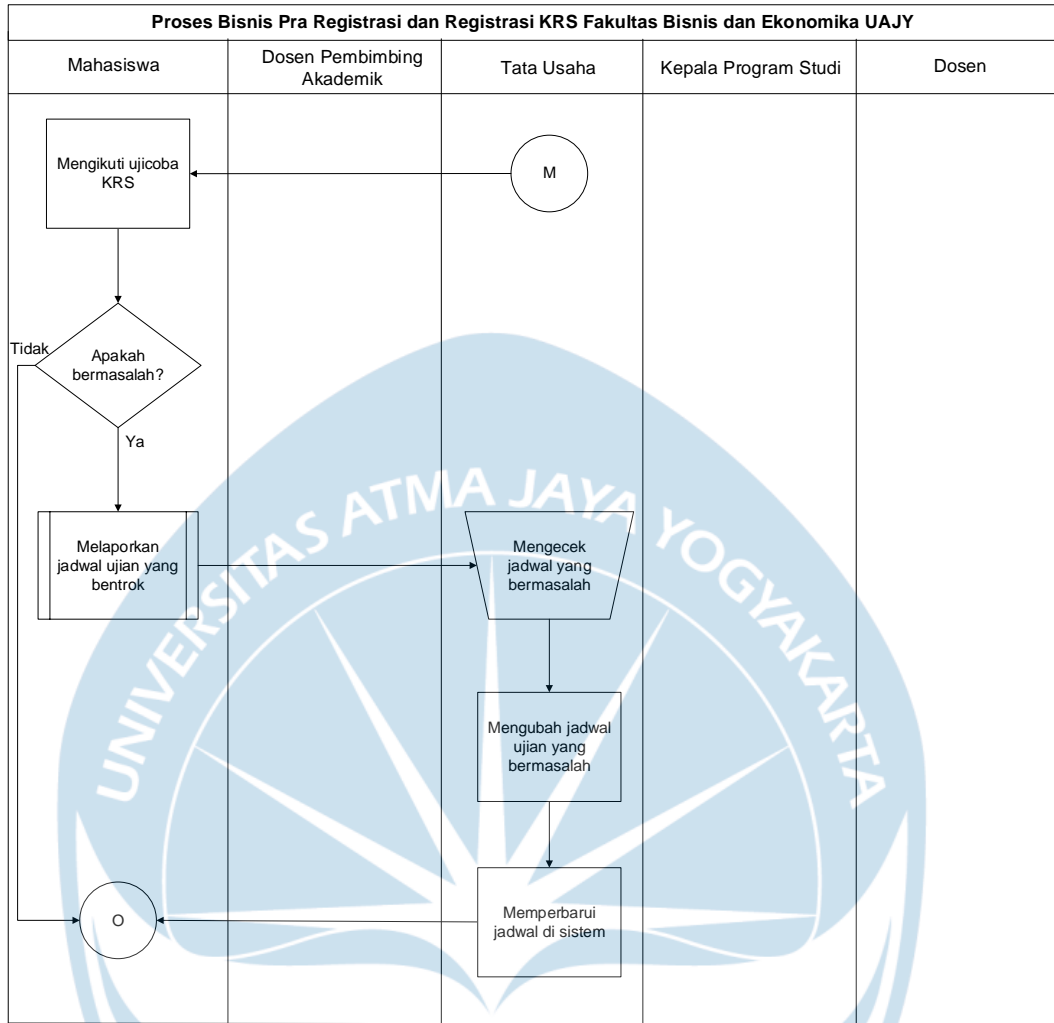 Proses Bisnis Pra Registrasi dan Registrasi KRS Fakultas Bisnis dan Ekonomika UAJY
Mahasiswa
Dosen Pembimbing
Akademik
Tata Usaha
Kepala Program Studi
Dosen
Mengikuti ujicoba
KRS
M
Tidak
Apakah
bermasalah?
Ya
Melaporkan
jadwal ujian yang
bentrok
Mengecek
jadwal yang
bermasalah
Mengubah jadwal
ujian yang
bermasalah
O
Memperbarui
jadwal di sistem
UNIVERSITAS ATMA JAYA YOGYAKARTA